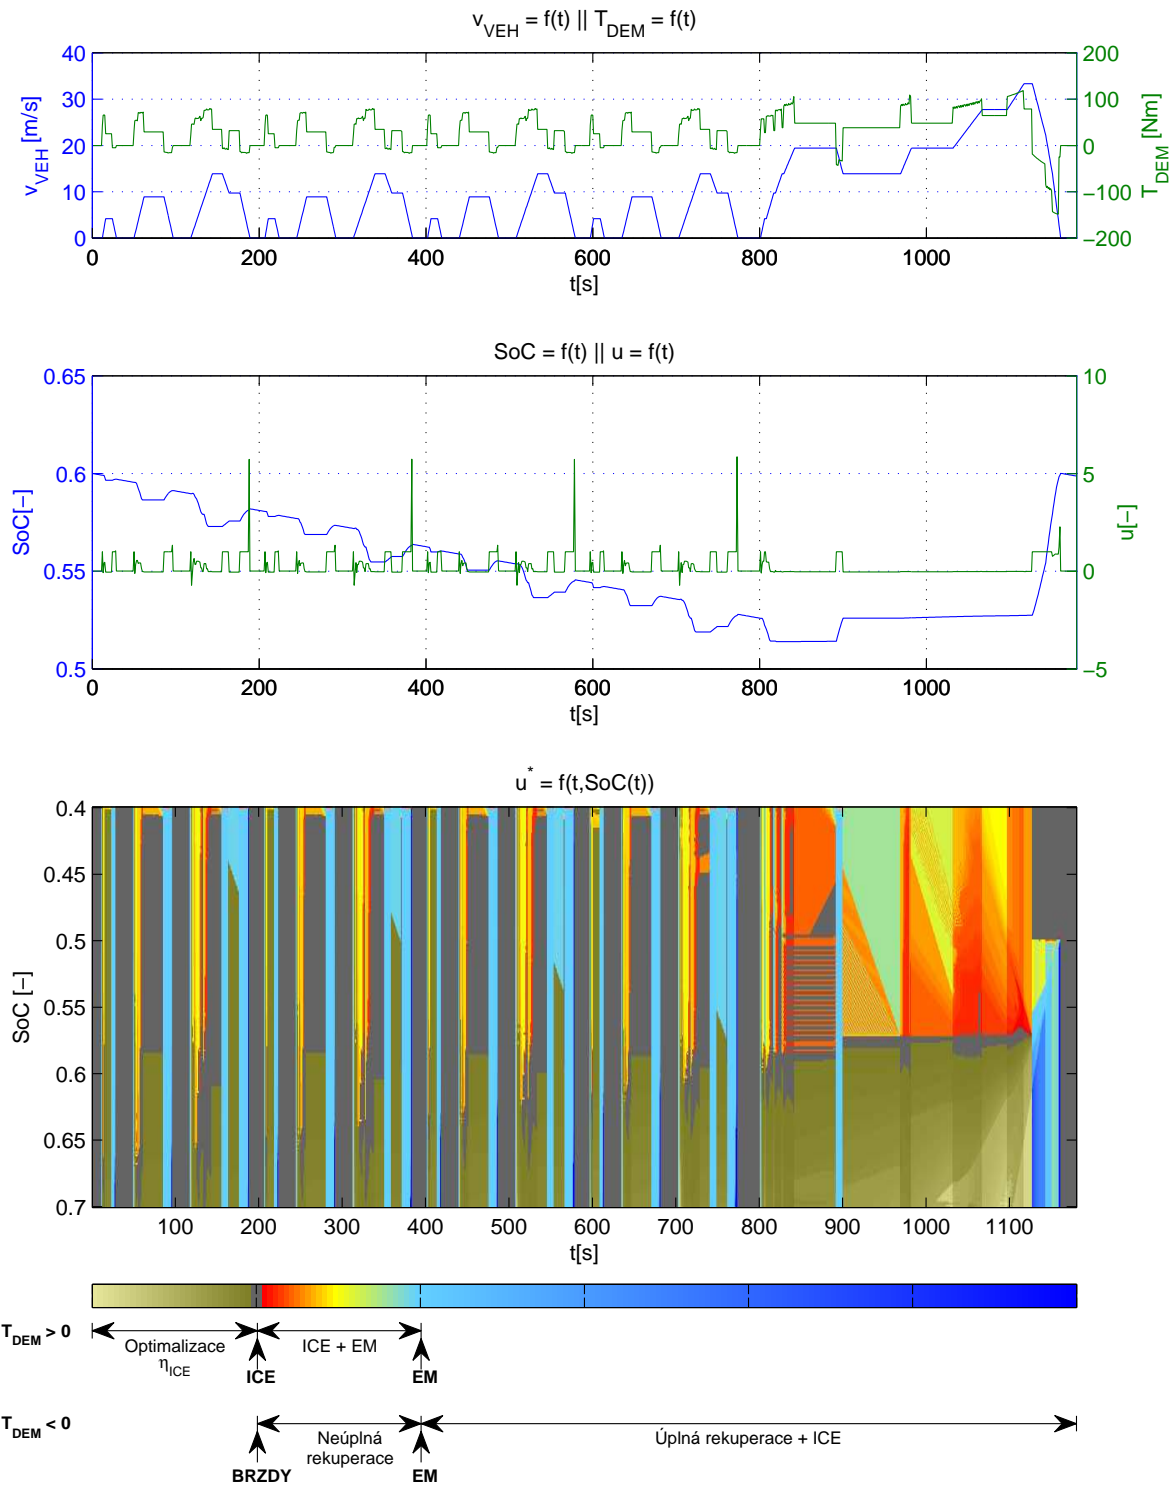 v_VEH = f(t) || T_DEM = f(t)
40 200
30 100
20 0
10 −100
0 −200
v_VEH [m/s]
T_DEM [Nm]
0 200 400 600 800 1000
t[s]
SoC = f(t) || u = f(t)
0.65 10
0.6 5
0.55 0
0.5 −5
SoC[−]
u[−]
0 200 400 600 800 1000
t[s]
u* = f(t,SoC(t))
0.4
0.45
0.5
0.55
0.6
0.65
0.7
SoC [−]
100 200 300 400 500 600 700 800 900 1000 1100
t[s]
T_DEM > 0
Optimalizace
η_ICE
ICE + EM
ICE
EM
T_DEM < 0
Neúplná
rekuperace
Úplná rekuperace + ICE
BRZDY
EM